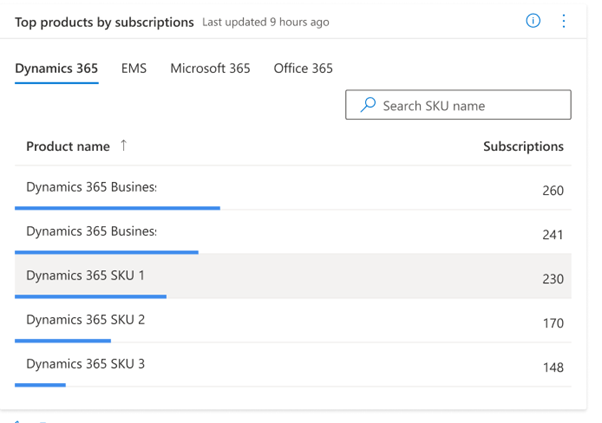 Top products by subscriptions Last updated 9 hours ago
Dynamics 365 EMS Microsoft 365 Office 365
Search SKU name
Product name ↑ Subscriptions
Dynamics 365 Busines 260
Dynamics 365 Busines 241
Dynamics 365 SKU 1 230
Dynamics 365 SKU 2 170
Dynamics 365 SKU 3 148